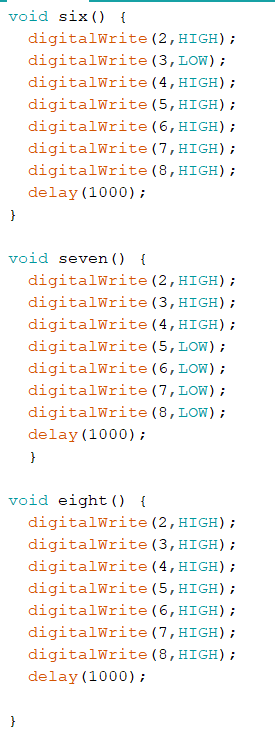 void six() {
  digitalWrite(2,HIGH);
  digitalWrite(3,LOW);
  digitalWrite(4,HIGH);
  digitalWrite(5,HIGH);
  digitalWrite(6,HIGH);
  digitalWrite(7,HIGH);
  digitalWrite(8,HIGH);
  delay(1000);
}

void seven() {
  digitalWrite(2,HIGH);
  digitalWrite(3,HIGH);
  digitalWrite(4,HIGH);
  digitalWrite(5,LOW);
  digitalWrite(6,LOW);
  digitalWrite(7,LOW);
  digitalWrite(8,LOW);
  delay(1000);
  }

void eight() {
  digitalWrite(2,HIGH);
  digitalWrite(3,HIGH);
  digitalWrite(4,HIGH);
  digitalWrite(5,HIGH);
  digitalWrite(6,HIGH);
  digitalWrite(7,HIGH);
  digitalWrite(8,HIGH);
  delay(1000);

}